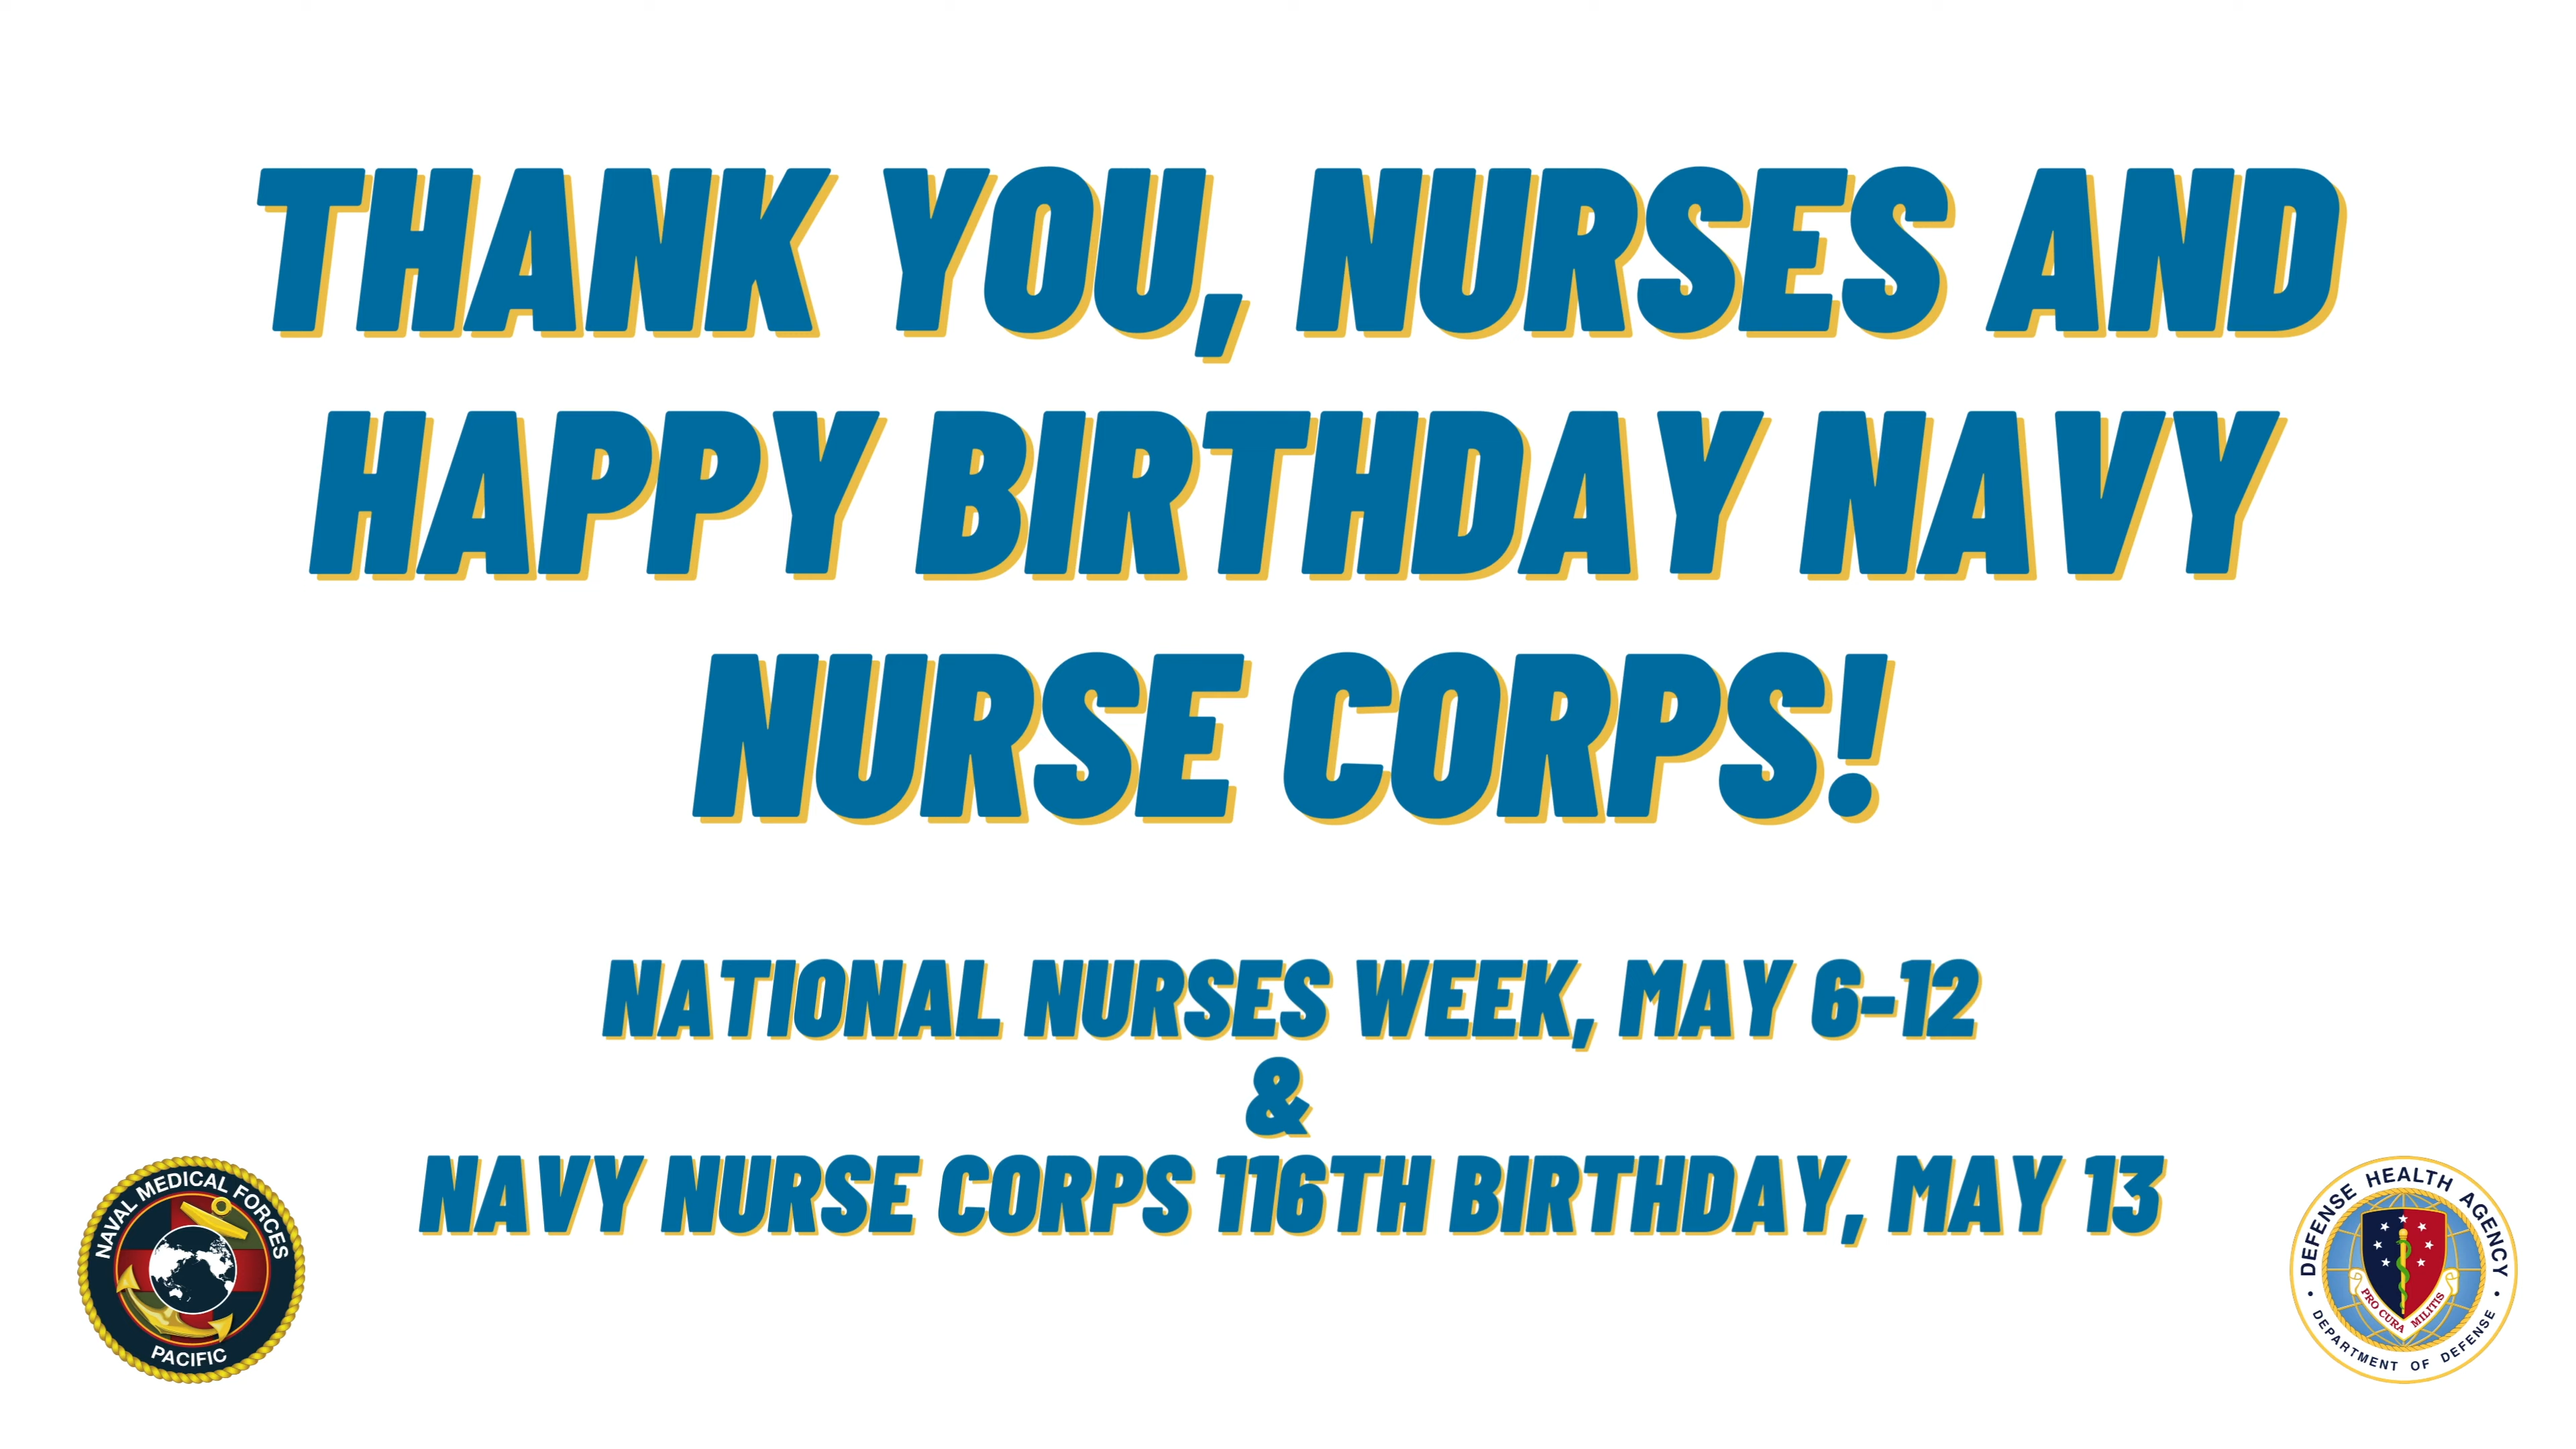 THANK YOU, NURSES AND
HAPPY BIRTHDAY NAVY
NURSE CORPS!
NATIONAL NURSES WEEK, MAY 6-12
&
NAVY NURSE CORPS 116TH BIRTHDAY, MAY 13
NAVAL MEDICAL FORCES
PACIFIC
DEFENSE HEALTH AGENCY
PRO CURA MILITIS
DEPARTMENT OF DEFENSE